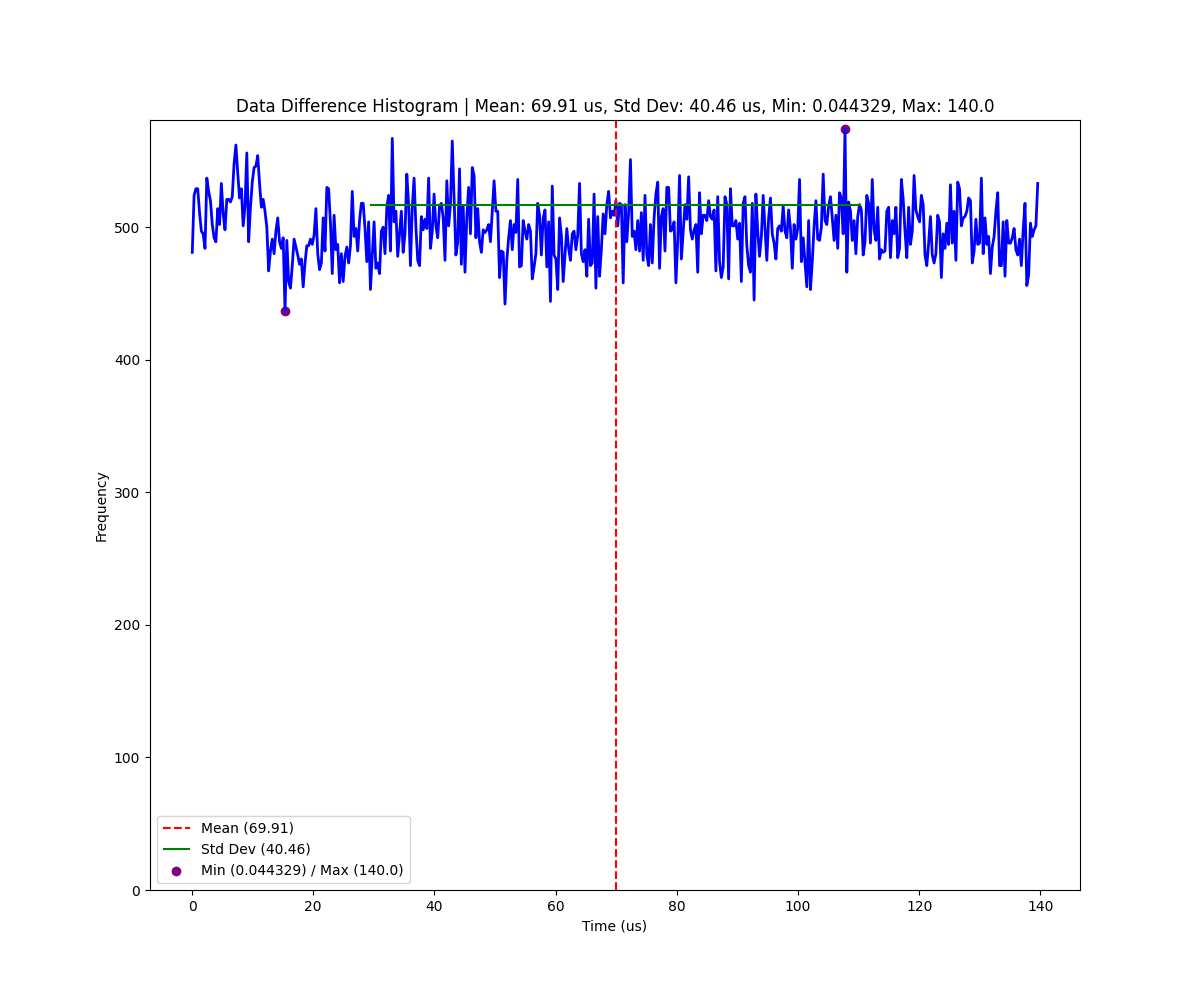 Data Difference Histogram | Mean: 69.91 us, Std Dev: 40.46 us, Min: 0.044329, Max: 140.0
Frequency
500
400
300
200
100
0
Mean (69.91)
Std Dev (40.46)
Min (0.044329) / Max (140.0)
0 20 40 60 80 100 120 140
Time (us)